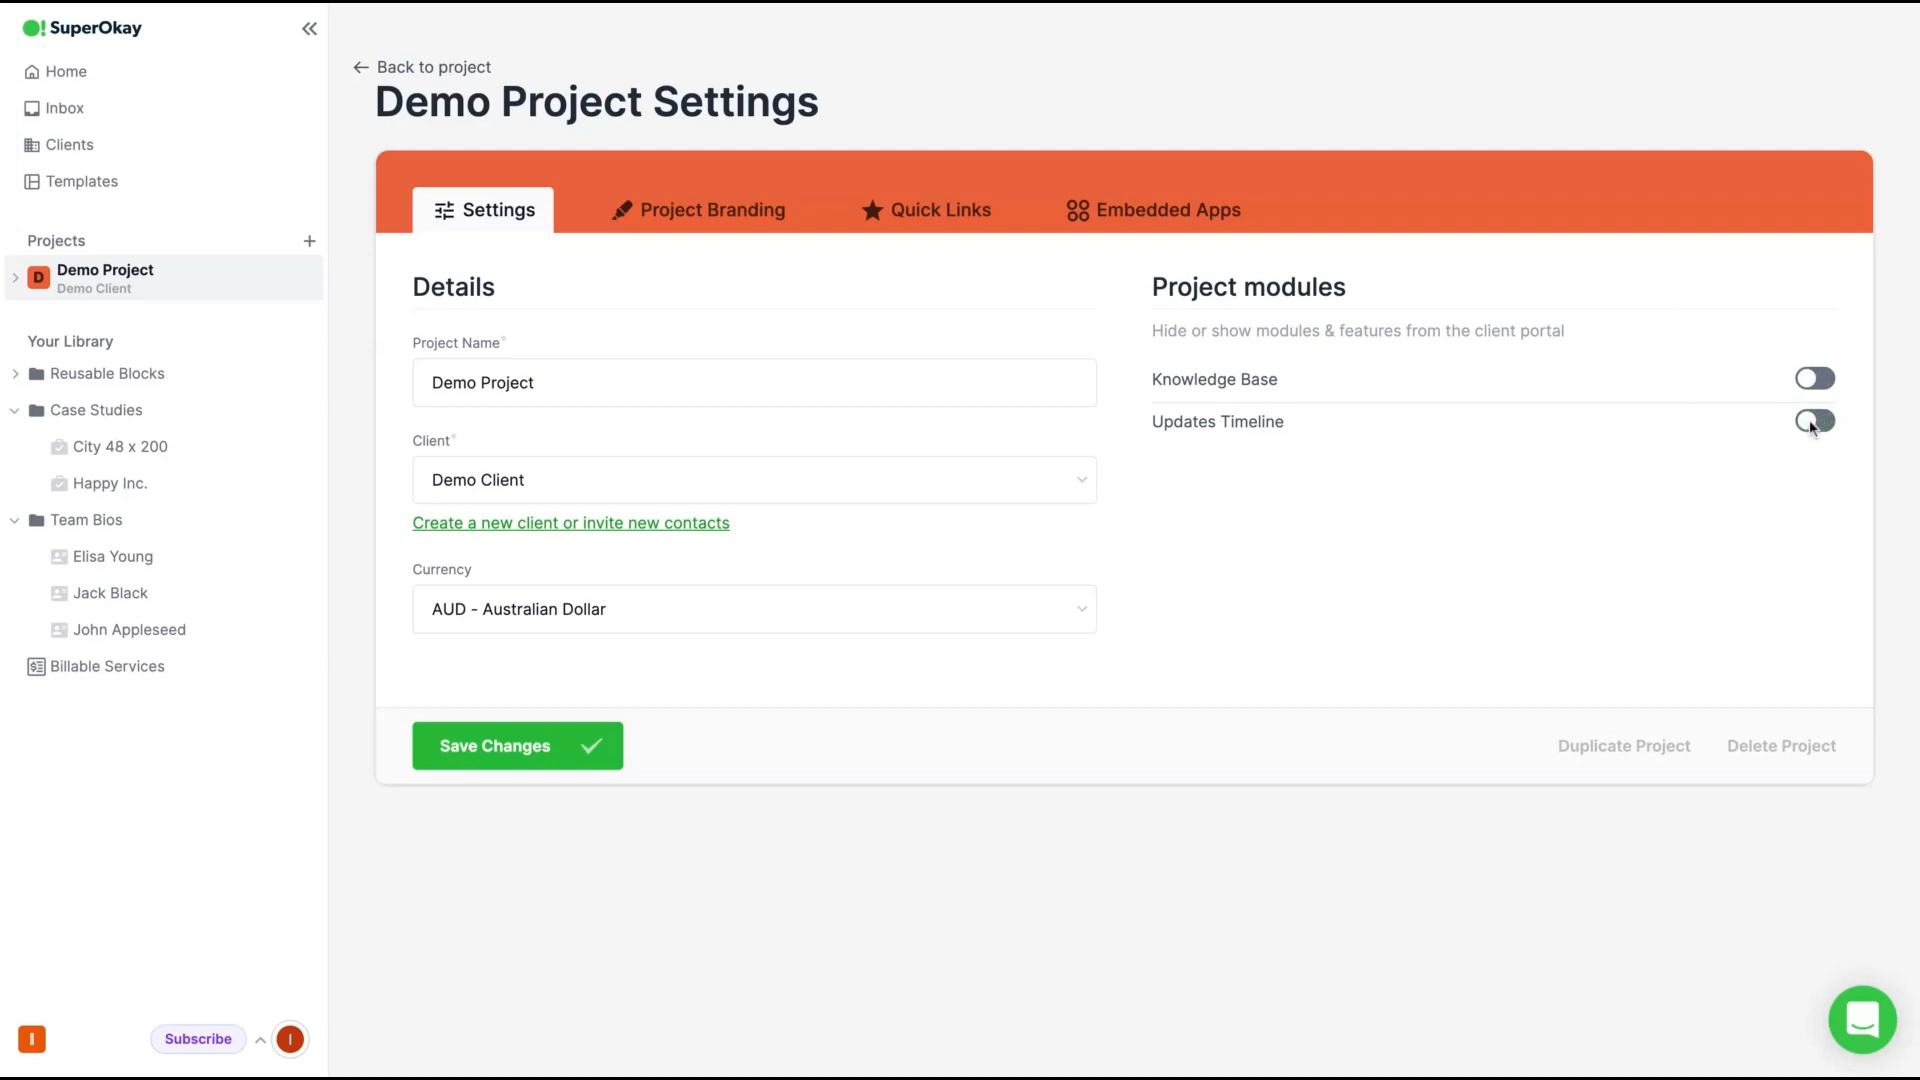 SuperOkay
Home
Inbox
Clients
Templates
Projects
D
Demo Project
Demo Client
Your Library
Reusable Blocks
Case Studies
City 48 x 200
Happy Inc.
Team Bios
Elisa Young
Jack Black
John Appleseed
Billable Services
I
Subscribe
I
Back to project
Demo Project Settings
Settings
Project Branding
Quick Links
Embedded Apps
Details
Project Name*
Demo Project
Client*
Demo Client
Create a new client or invite new contacts
Currency
AUD - Australian Dollar
Project modules
Hide or show modules & features from the client portal
Knowledge Base
Updates Timeline
Save Changes
Duplicate Project
Delete Project